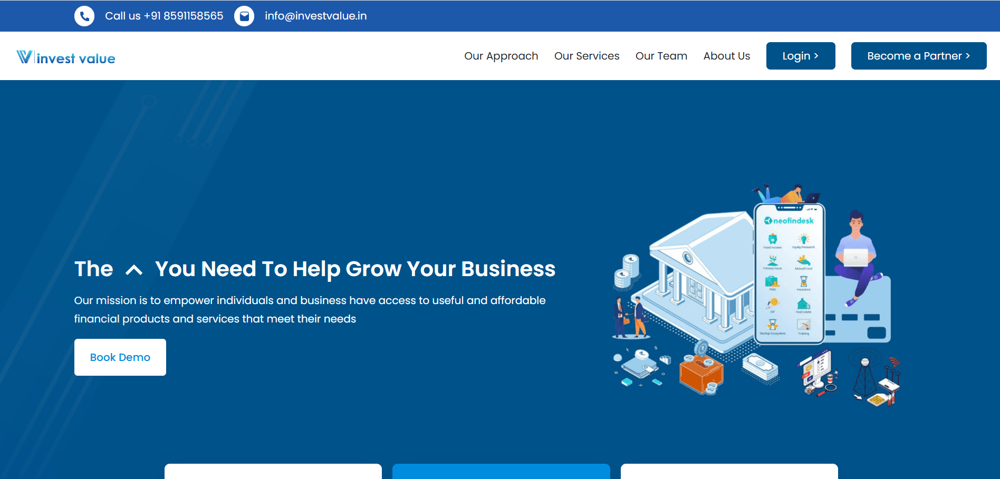 Call us +91 8591158565 info@investvalue.in
invest value
Our Approach Our Services Our Team About Us Login > Become a Partner >
The ^ You Need To Help Grow Your Business
Our mission is to empower individuals and business have access to useful and affordable
financial products and services that meet their needs
Book Demo
neofindesk
Fixed Income Equity/Research
Primary Issue Mutual Fund
PMS Insurance
AIF Real Estate
Startup Ecosystem Training